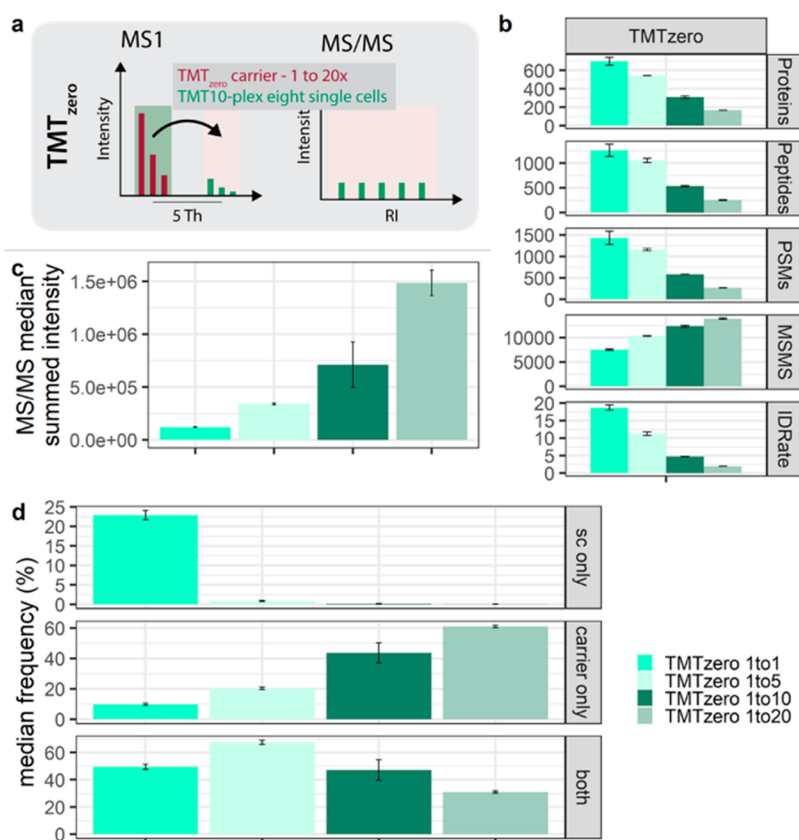 a
MS1
MS/MS
TMTzero
TMTzero carrier - 1 to 20x
TMT10-plex eight single cells
Intensity
Intensit
5 Th
RI
b
TMTzero
600
400
200
0
Proteins
1000
500
0
Peptides
1500
1000
500
0
PSMs
10000
5000
0
MSMS
20
15
10
5
0
IDRate
c
MS/MS median
summed intensity
1.5e+06
1.0e+06
5.0e+05
0.0e+00
d
median frequency (%)
25
20
15
10
5
0
sc only
60
40
20
0
carrier only
60
40
20
0
both
TMTzero 1to1
TMTzero 1to5
TMTzero 1to10
TMTzero 1to20